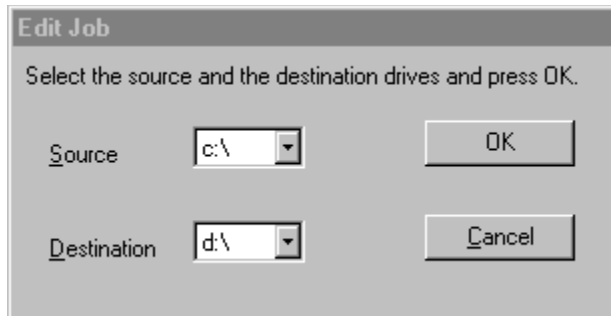 Edit Job
Select the source and the destination drives and press OK.
Source c:\ OK
Destination d:\ Cancel